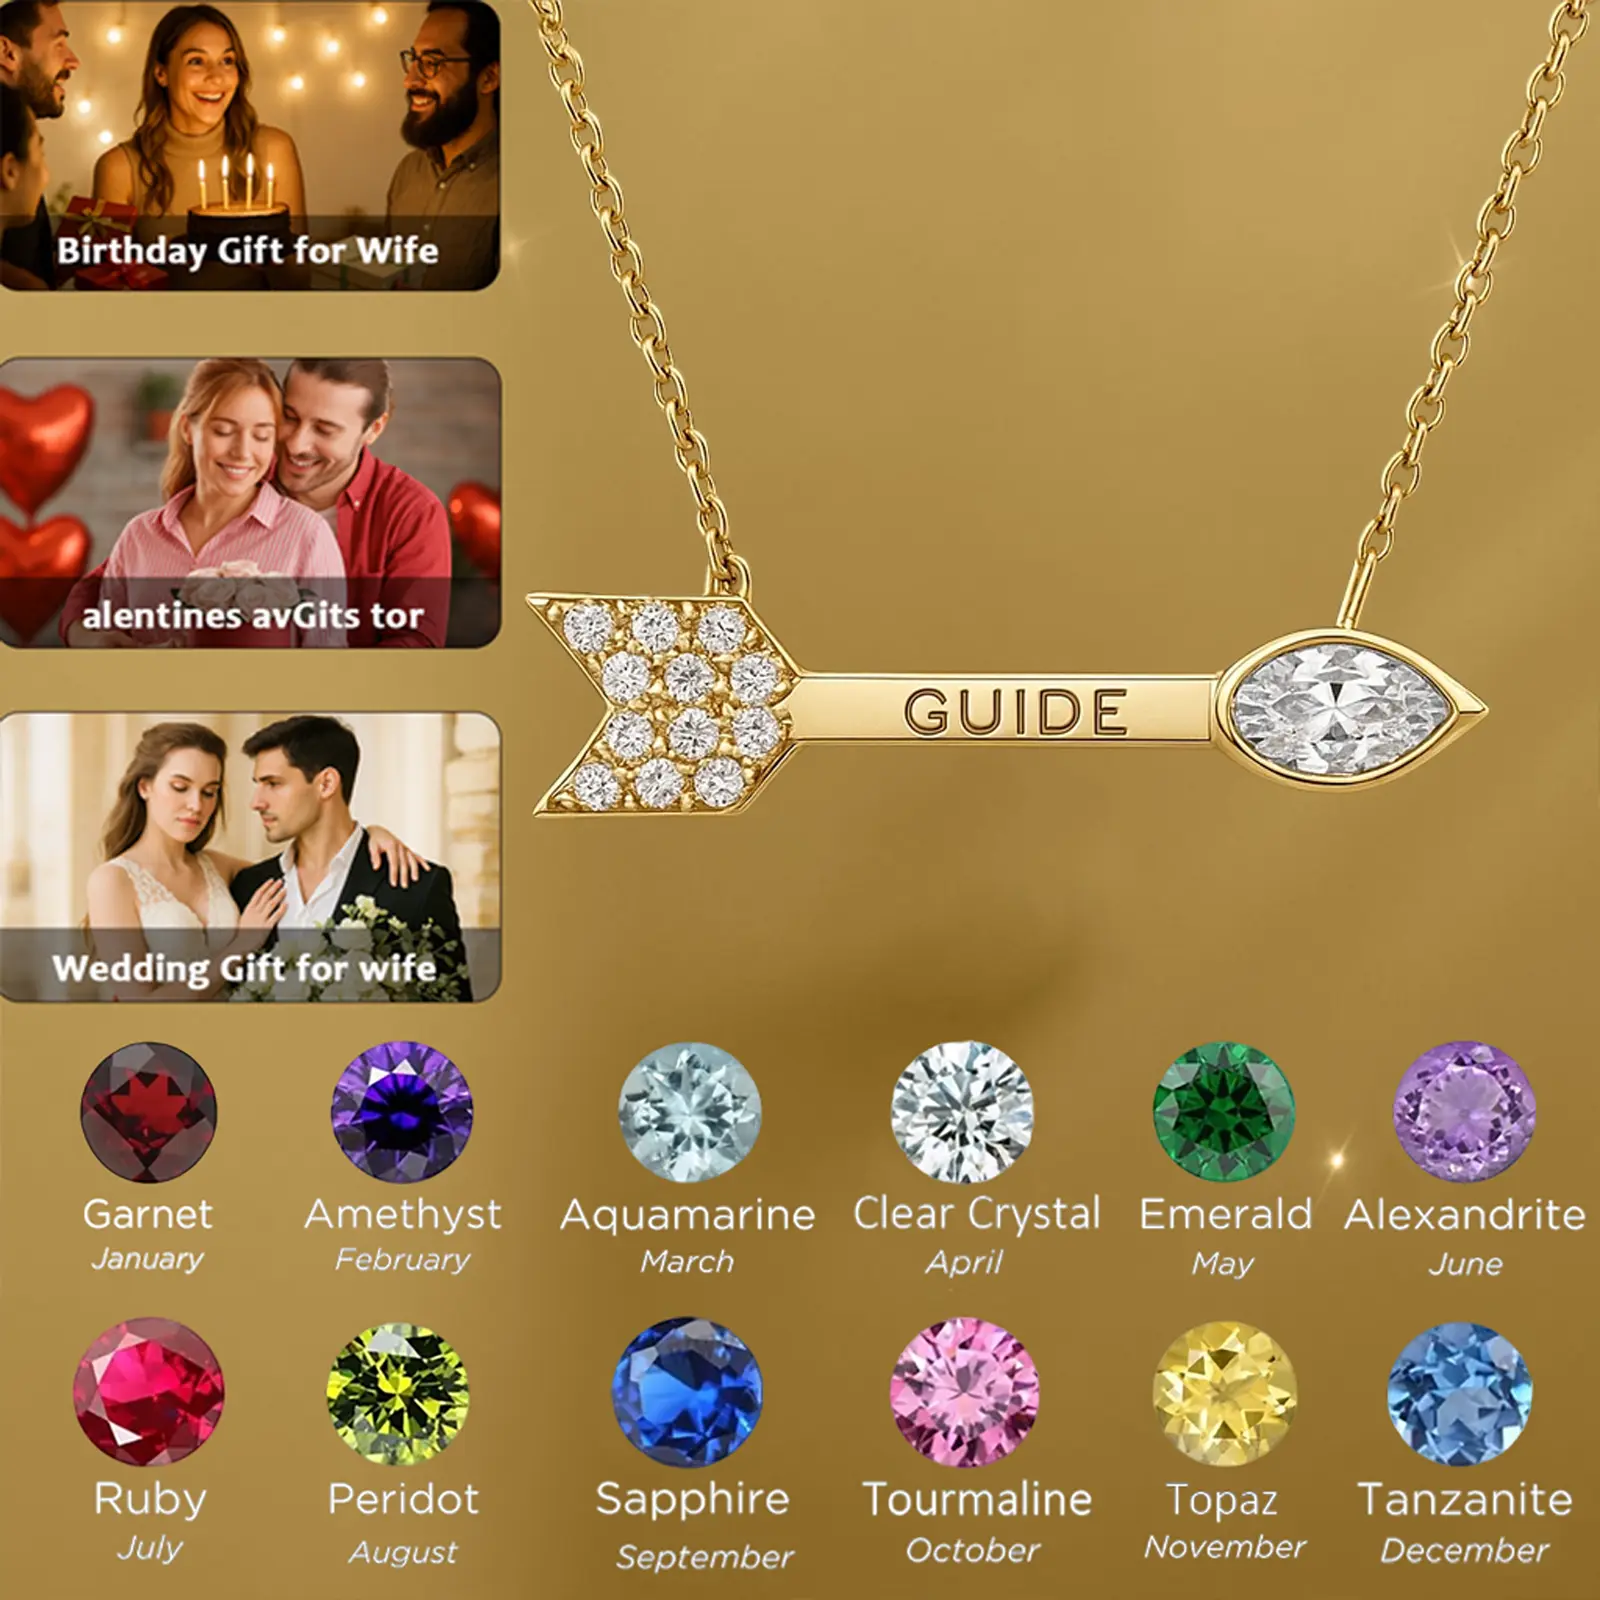 Birthday Gift for Wife
alentines avGits tor
Wedding Gift for wife
GUIDE
Garnet
January
Amethyst
February
Aquamarine
March
Clear Crystal
April
Emerald
May
Alexandrite
June
Ruby
July
Peridot
August
Sapphire
September
Tourmaline
October
Topaz
November
Tanzanite
December